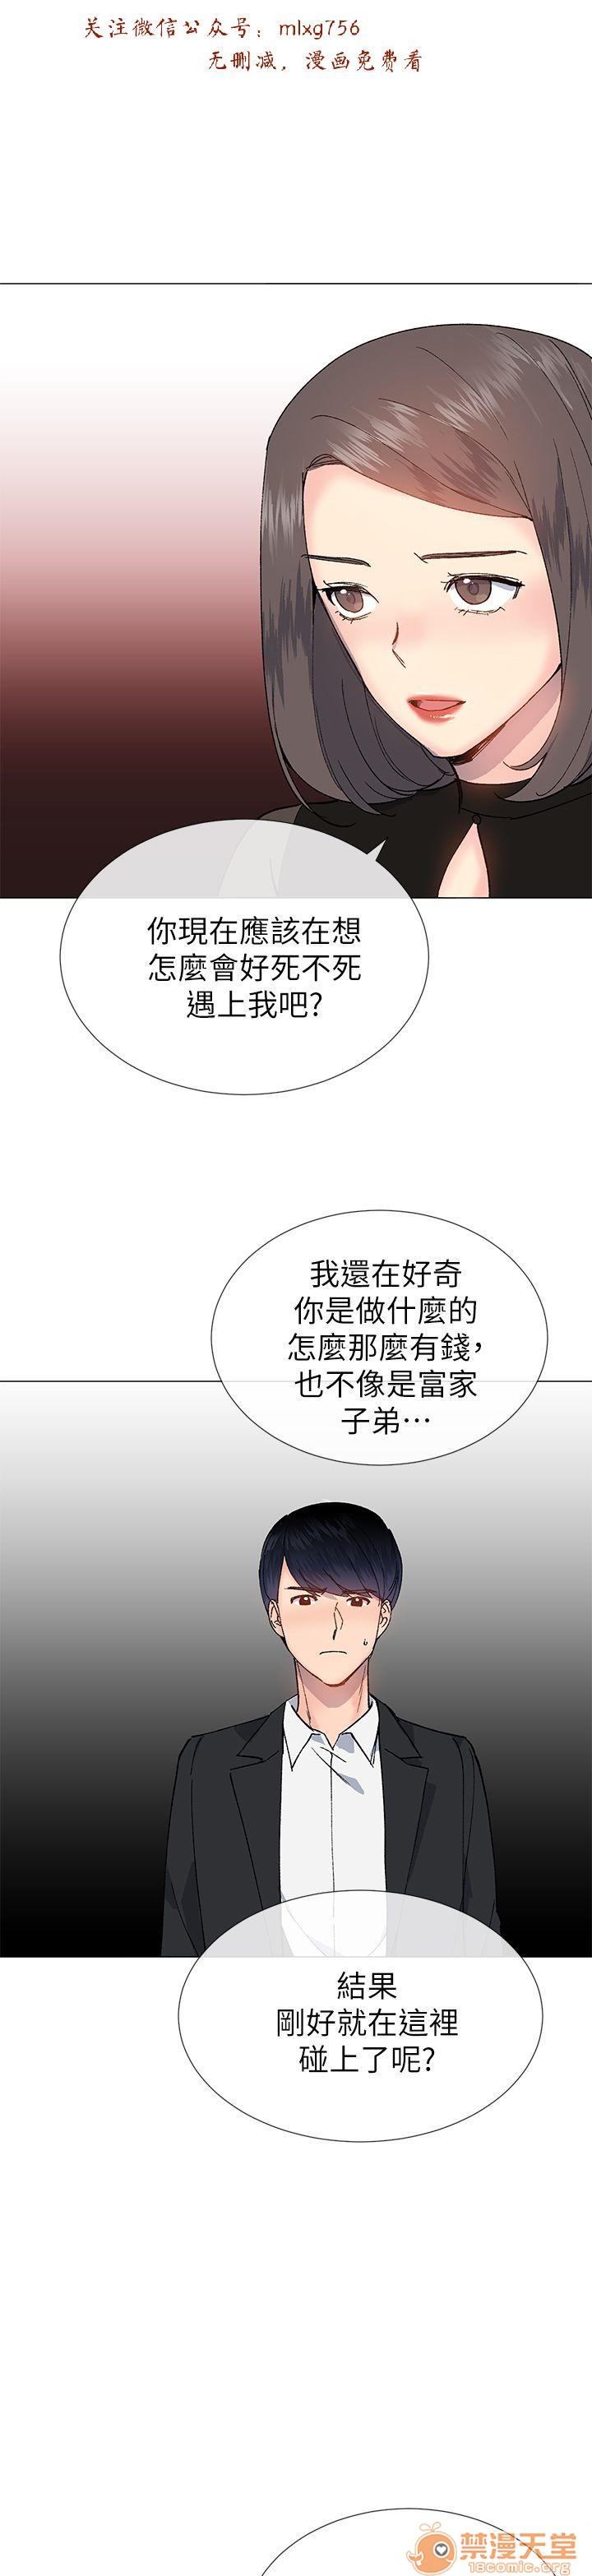 关注微信公众号：mlxg756
无删减，漫画免费看
你現在應該在想
怎麼會好死不死
遇上我吧?
我還在好奇
你是做什麼的
怎麼那麼有錢，
也不像是富家
子弟⋯
結果
剛好就在這裡
碰上了呢?
禁漫天堂
18comic.org